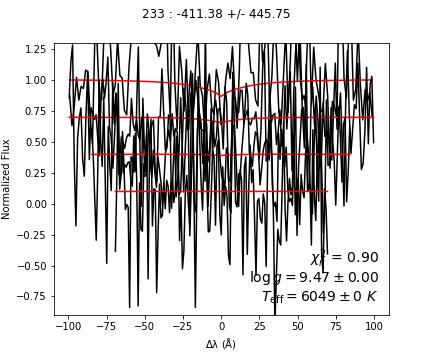 233 : -411.38 +/- 445.75
Normalized Flux
1.25
1.00
0.75
0.50
0.25
0.00
−0.25
−0.50
−0.75
χ²ᵣ = 0.90
log g = 9.47 ± 0.00
T_eff = 6049 ± 0 K
−100 −75 −50 −25 0 25 50 75 100
Δλ (Å)